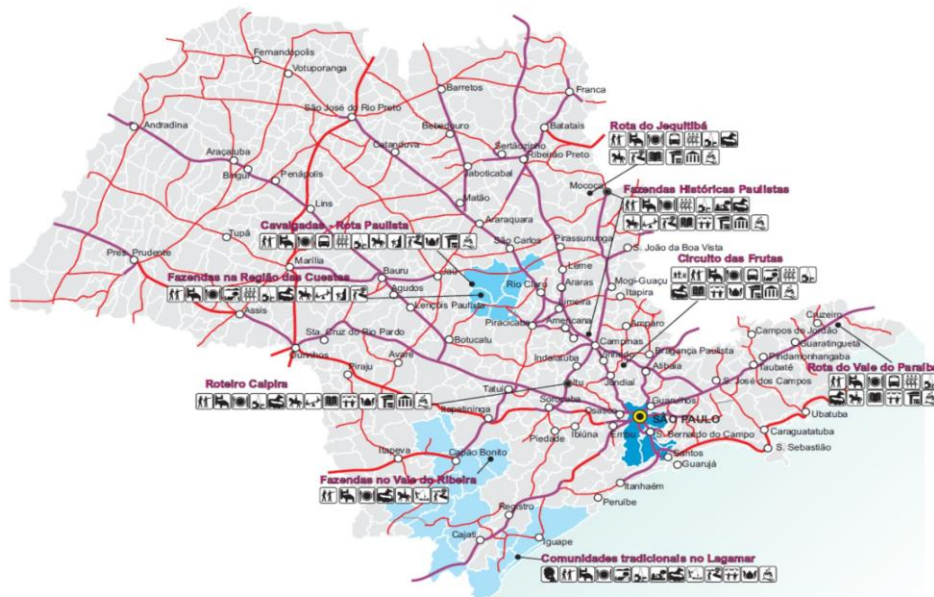 Fernandópolis
Votuporanga
Barretos
Franca
São José do Rio Preto
Andradina
Bebedouro
Batatais
Rota do Jequitibá
Araçatuba
Catanduva
Sertãozinho
Ribeirão Preto
Birigui
Penápolis
Jaboticabal
Mococa
Fazendas Históricas Paulistas
Lins
Matão
Araraquara
Cavalgadas - Rota Paulista
Tupã
São Carlos
Pirassununga
S. João da Boa Vista
Circuito das Frutas
Pres. Prudente
Marília
Bauru
Jaú
Leme
Rio Claro
Araras
Mogi-Guaçu
Fazendas na Região das Cuestas
Agudos
Lençois Paulista
Limeira
Itapira
Assis
Piracicaba
Americana
Amparo
Cruzeiro
Sta. Cruz do Rio Pardo
Campos de Jordão
Guaratinguetá
Ourinhos
Botucatu
Campinas
Bragança Paulista
Pindamonhangaba
Avaré
Indaiatuba
Atibaia
Taubaté
Rota do Vale do Paraíba
Piraju
Jundiaí
Roteiro Caipira
Tatuí
Itu
S. José dos Campos
Sorocaba
Guarulhos
Itapetininga
Osasco
SÃO PAULO
Ubatuba
Piedade
Ibiúna
Embu
S. Bernardo do Campo
Caraguatatuba
Itapeva
Capão Bonito
Santos
S. Sebastião
Guarujá
Fazendas no Vale do Ribeira
Itanhaém
Peruíbe
Registro
Cajati
Iguape
Comunidades tradicionais no Lagamar